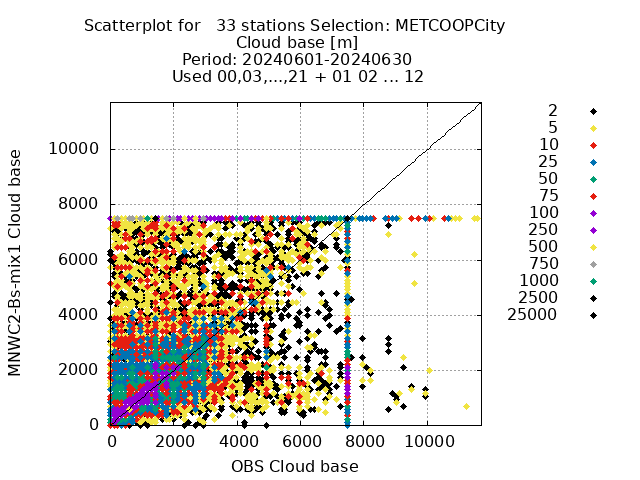 Scatterplot for 33 stations Selection: METCOOPCity
Cloud base [m]
Period: 20240601-20240630
Used 00,03,...,21 + 01 02 ... 12
MNWC2-Bs-mix1 Cloud base
10000
8000
6000
4000
2000
0
0 2000 4000 6000 8000 10000
OBS Cloud base
2
5
10
25
50
75
100
250
500
750
1000
2500
25000